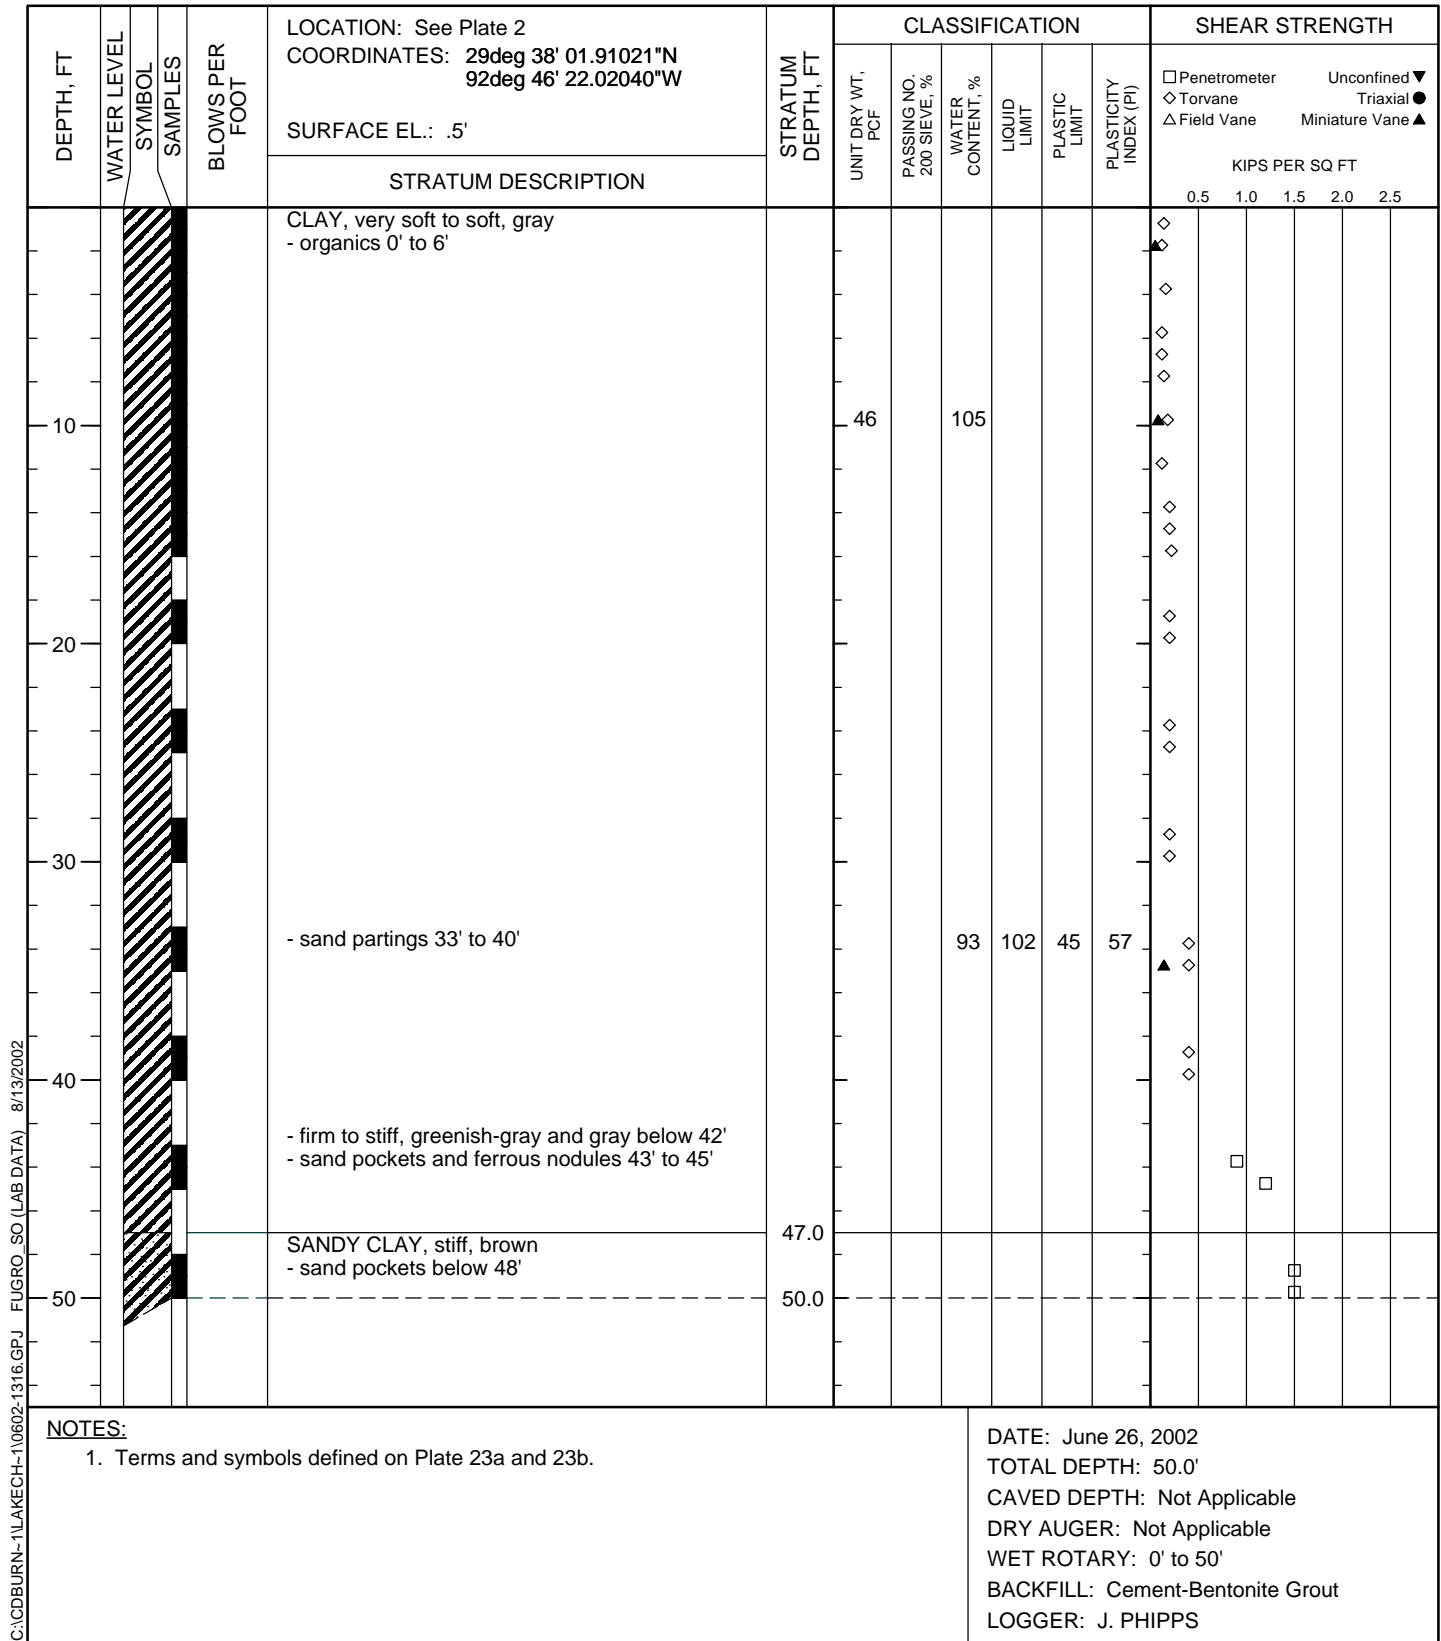 DEPTH, FT
WATER LEVEL
SYMBOL
SAMPLES
BLOWS PER
FOOT
LOCATION: See Plate 2
COORDINATES: 29deg 38' 01.91021"N
92deg 46' 22.02040"W
SURFACE EL.: .5'
STRATUM DESCRIPTION
STRATUM
DEPTH, FT
CLASSIFICATION
UNIT DRY WT,
PCF
PASSING NO.
200 SIEVE, %
WATER
CONTENT, %
LIQUID
LIMIT
PLASTIC
LIMIT
PLASTICITY
INDEX (PI)
SHEAR STRENGTH
Penetrometer Unconfined
Torvane Triaxial
Field Vane Miniature Vane
KIPS PER SQ FT
0.5 1.0 1.5 2.0 2.5
CLAY, very soft to soft, gray
- organics 0' to 6'
10 46 105
20
30
- sand partings 33' to 40' 93 102 45 57
40
- firm to stiff, greenish-gray and gray below 42'
- sand pockets and ferrous nodules 43' to 45'
47.0
SANDY CLAY, stiff, brown
- sand pockets below 48'
50 50.0
NOTES:
1. Terms and symbols defined on Plate 23a and 23b.
DATE: June 26, 2002
TOTAL DEPTH: 50.0'
CAVED DEPTH: Not Applicable
DRY AUGER: Not Applicable
WET ROTARY: 0' to 50'
BACKFILL: Cement-Bentonite Grout
LOGGER: J. PHIPPS
C:\CDBURN~1\LAKECH~1\0602-1316.GPJ FUGRO_SO (LAB DATA) 8/13/2002